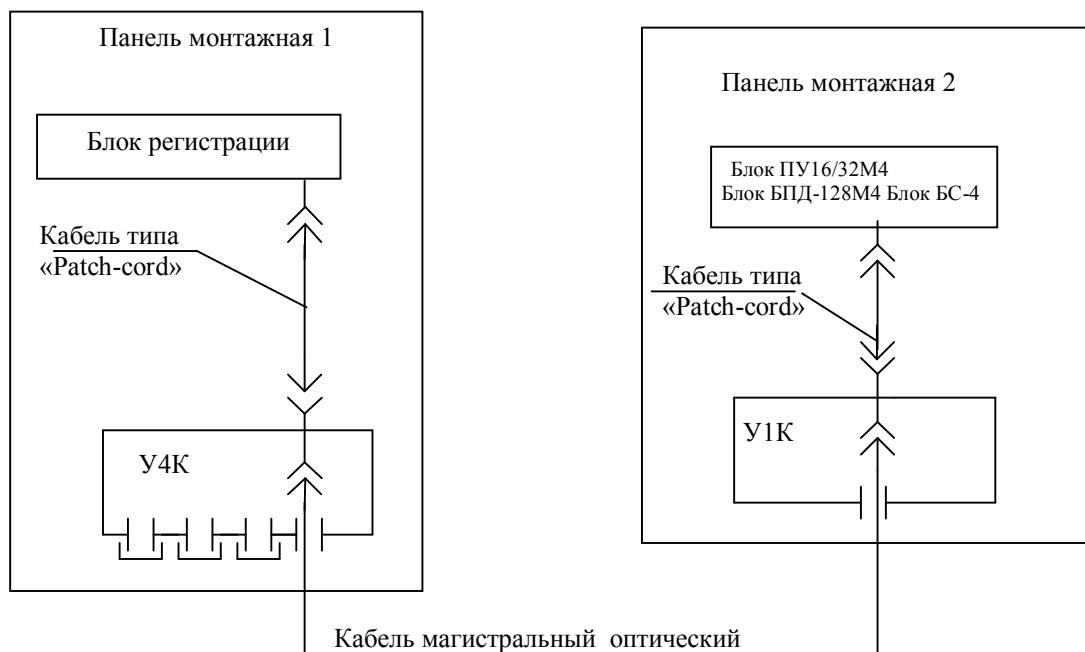 Панель монтажная 1
Блок регистрации
Кабель типа
«Patch-cord»
У4К
Панель монтажная 2
Блок ПУ16/32М4
Блок БПД-128М4 Блок БС-4
Кабель типа
«Patch-cord»
У1К
Кабель магистральный оптический